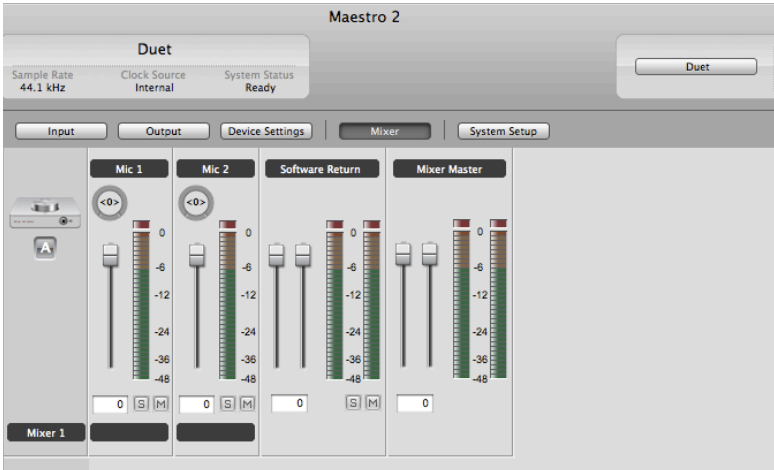 Maestro 2
Duet
Sample Rate Clock Source System Status
44.1 kHz Internal Ready
Duet
Input Output Device Settings Mixer System Setup
Mic 1 Mic 2 Software Return Mixer Master
<0> <0>
A
0 0 0 0
-6 -6 -6 -6
-12 -12 -12 -12
-24 -24 -24 -24
-36 -36 -36 -36
-48 -48 -48 -48
0 S M 0 S M 0 S M 0
Mixer 1